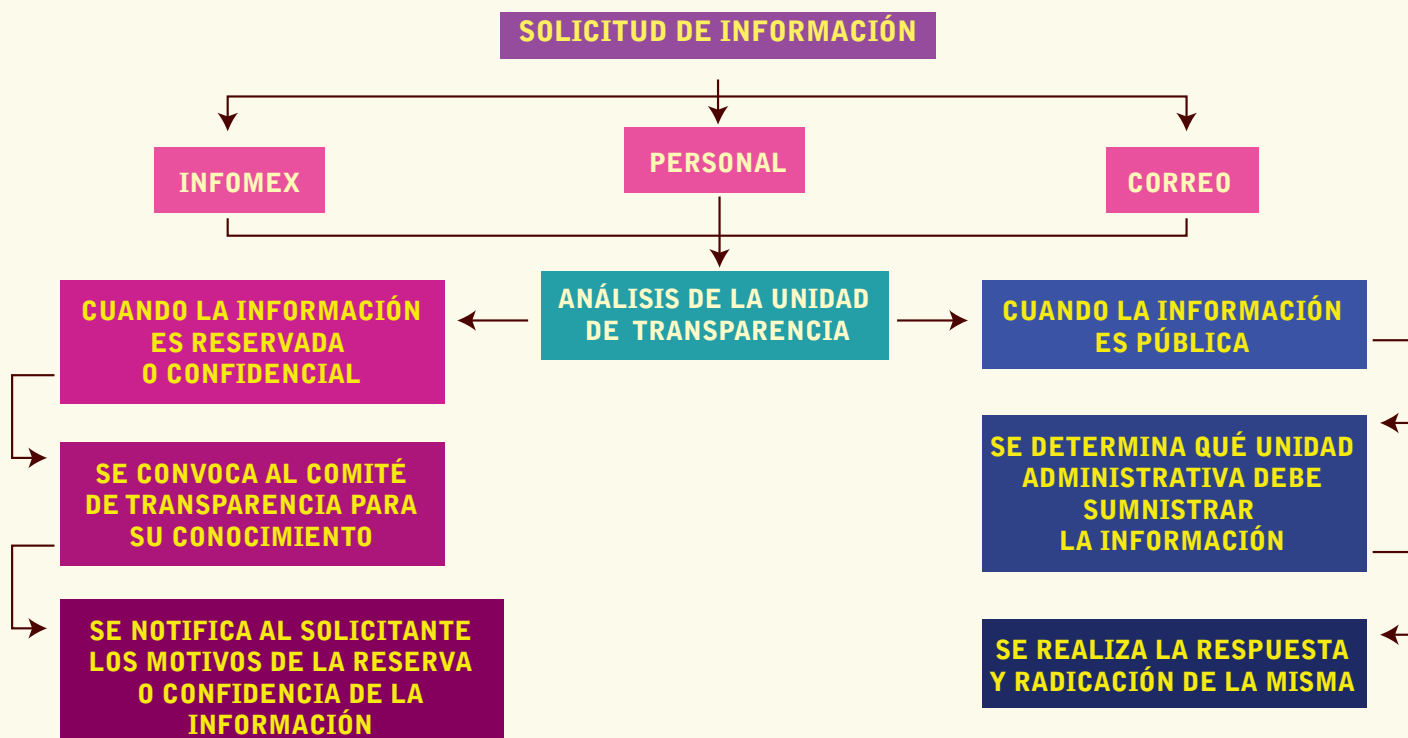 SOLICITUD DE INFORMACIÓN
INFOMEX
PERSONAL
CORREO
ANÁLISIS DE LA UNIDAD
DE TRANSPARENCIA
CUANDO LA INFORMACIÓN
ES RESERVADA
O CONFIDENCIAL
SE CONVOCA AL COMITÉ
DE TRANSPARENCIA PARA
SU CONOCIMIENTO
SE NOTIFICA AL SOLICITANTE
LOS MOTIVOS DE LA RESERVA
O CONFIDENCIA DE LA
INFORMACIÓN
CUANDO LA INFORMACIÓN
ES PÚBLICA
SE DETERMINA QUÉ UNIDAD
ADMINISTRATIVA DEBE
SUMNISTRAR
LA INFORMACIÓN
SE REALIZA LA RESPUESTA
Y RADICACIÓN DE LA MISMA